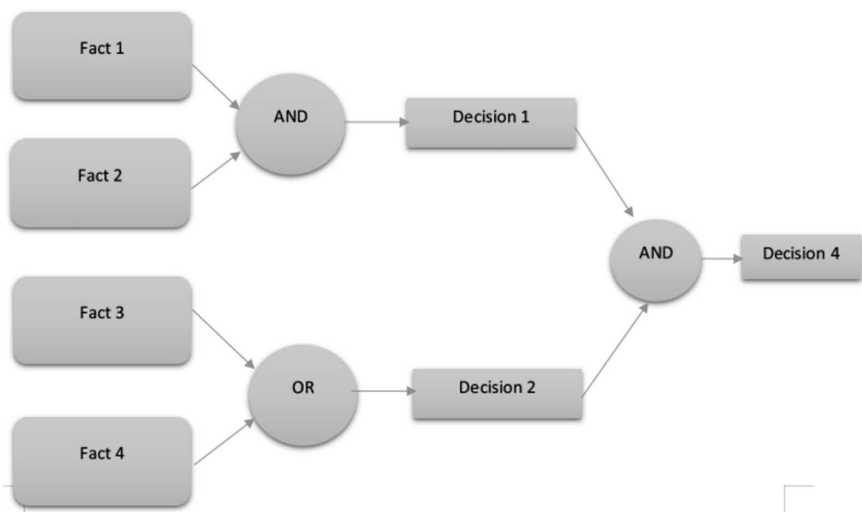 Fact 1
Fact 2
AND
Decision 1
Fact 3
Fact 4
OR
Decision 2
AND
Decision 4